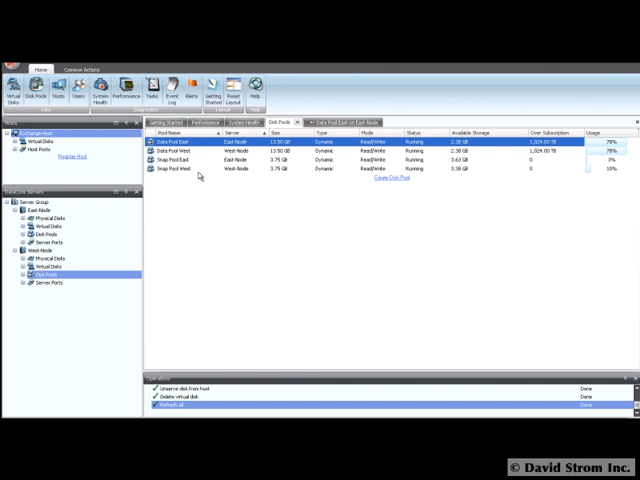 Home Common Actions
Virtual Disks Disk Pools Hosts Users System Health Performance Tasks Event Log Alerts Getting Started Reset Layout Help
Lists Diagnostics Layout Help
Hosts
Exchange-Host
Virtual Disks
Host Ports
Register Host
DataCore Servers
Server Group
East-Node
Physical Disks
Virtual Disks
Disk Pools
Server Ports
West-Node
Physical Disks
Virtual Disks
Disk Pools
Server Ports
Getting Started Performance System Health Disk Pools Data Pool East on East-Node
Pool Name Server Size Type Mode Status Available Storage Over Subscription Usage
Data Pool East East-Node 13.50 GB Dynamic Read/Write Running 2.38 GB 1,024.00 TB 78%
Data Pool West West-Node 13.50 GB Dynamic Read/Write Running 2.38 GB 1,024.00 TB 78%
Snap Pool East East-Node 3.75 GB Dynamic Read/Write Running 3.63 GB 0 3%
Snap Pool West West-Node 3.75 GB Dynamic Read/Write Running 3.38 GB 0 10%
Create Disk Pool
Operations
Unserve disk from host Done
Delete virtual disk Done
Refresh all Done
© David Strom Inc.